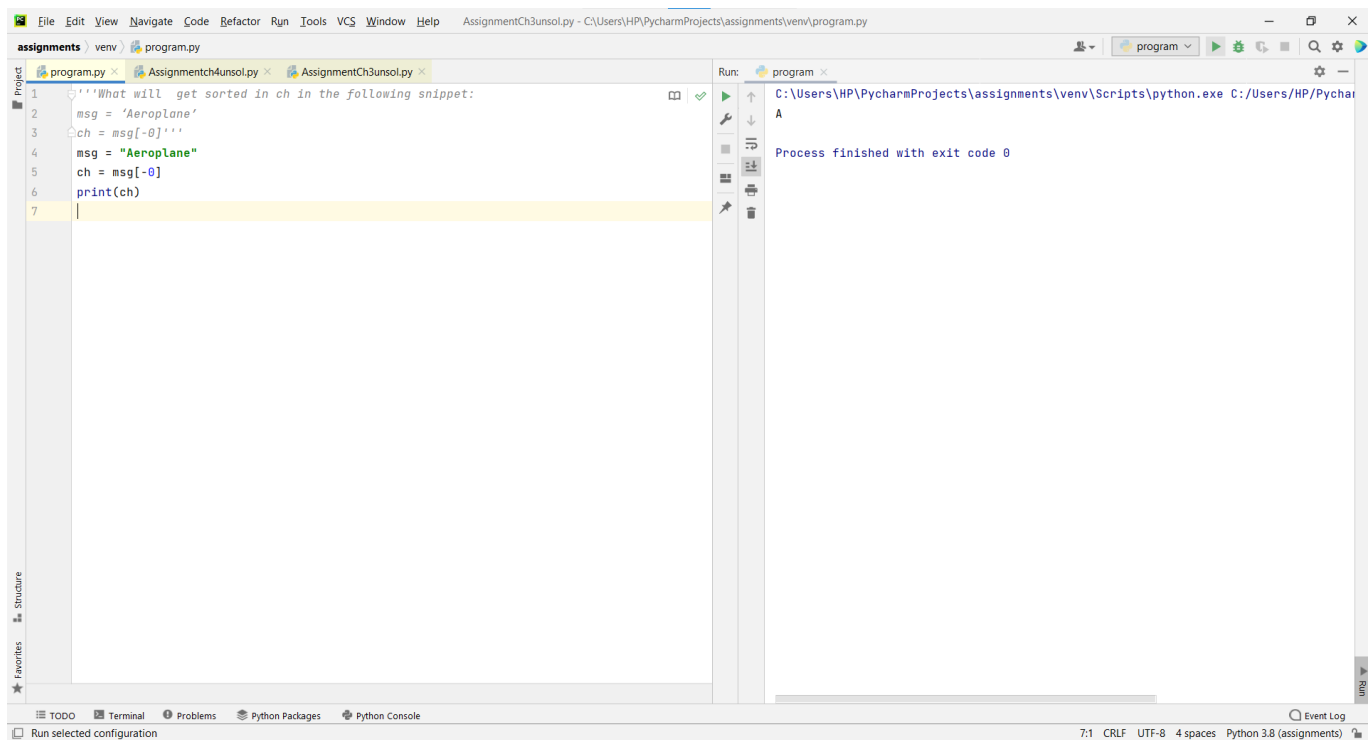 PC File Edit View Navigate Code Refactor Run Tools VCS Window Help AssignmentCh3unsol.py - C:\Users\HP\PycharmProjects\assignments\venv\program.py
assignments venv program.py program
program.py Assignmentch4unsol.py AssignmentCh3unsol.py
Project
1 '''What will  get sorted in ch in the following snippet:
2 msg = ‘Aeroplane’
3 ch = msg[-0]'''
4 msg = "Aeroplane"
5 ch = msg[-0]
6 print(ch)
7
Structure
Favorites
Run: program
C:\Users\HP\PycharmProjects\assignments\venv\Scripts\python.exe C:/Users/HP/Pychar
A
Process finished with exit code 0
Run
TODO Terminal Problems Python Packages Python Console Event Log
Run selected configuration 7:1 CRLF UTF-8 4 spaces Python 3.8 (assignments)